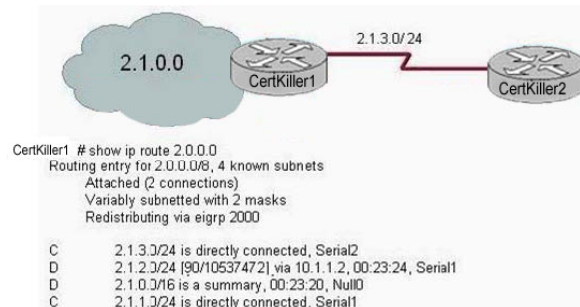 2.1.3.0/24
2.1.0.0
CertKiller1
CertKiller2
CertKiller1 # show ip route 2.0.0.0
Routing entry for 2.0.0.0/8, 4 known subnets
Attached (2 connections)
Variably subnetted with 2 masks
Redistributing via eigrp 2000
C 2.1.3.0/24 is directly connected, Serial2
D 2.1.2.0/24 [90/10537472] via 10.1.1.2, 00:23:24, Serial1
D 2.1.0.0/16 is a summary, 00:23:20, Null0
C 2.1.1.0/24 is directly connected, Serial1